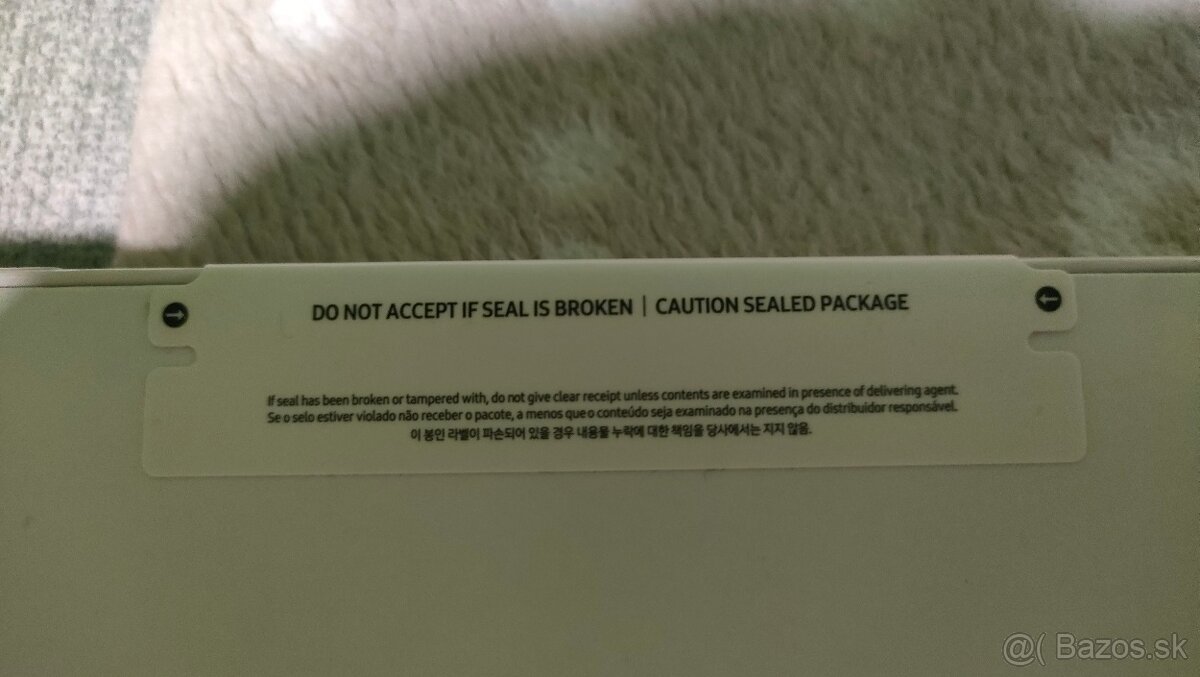 DO NOT ACCEPT IF SEAL IS BROKEN | CAUTION SEALED PACKAGE
If seal has been broken or tampered with, do not give clear receipt unless contents are examined in presence of delivering agent.
Se o selo estiver violado não receber o pacote, a menos que o conteúdo seja examinado na presença do distribuidor responsável.
이 봉인 라벨이 파손되어 있을 경우 내용물 누락에 대한 책임을 당사에서는 지지 않음.
@( Bazos.sk